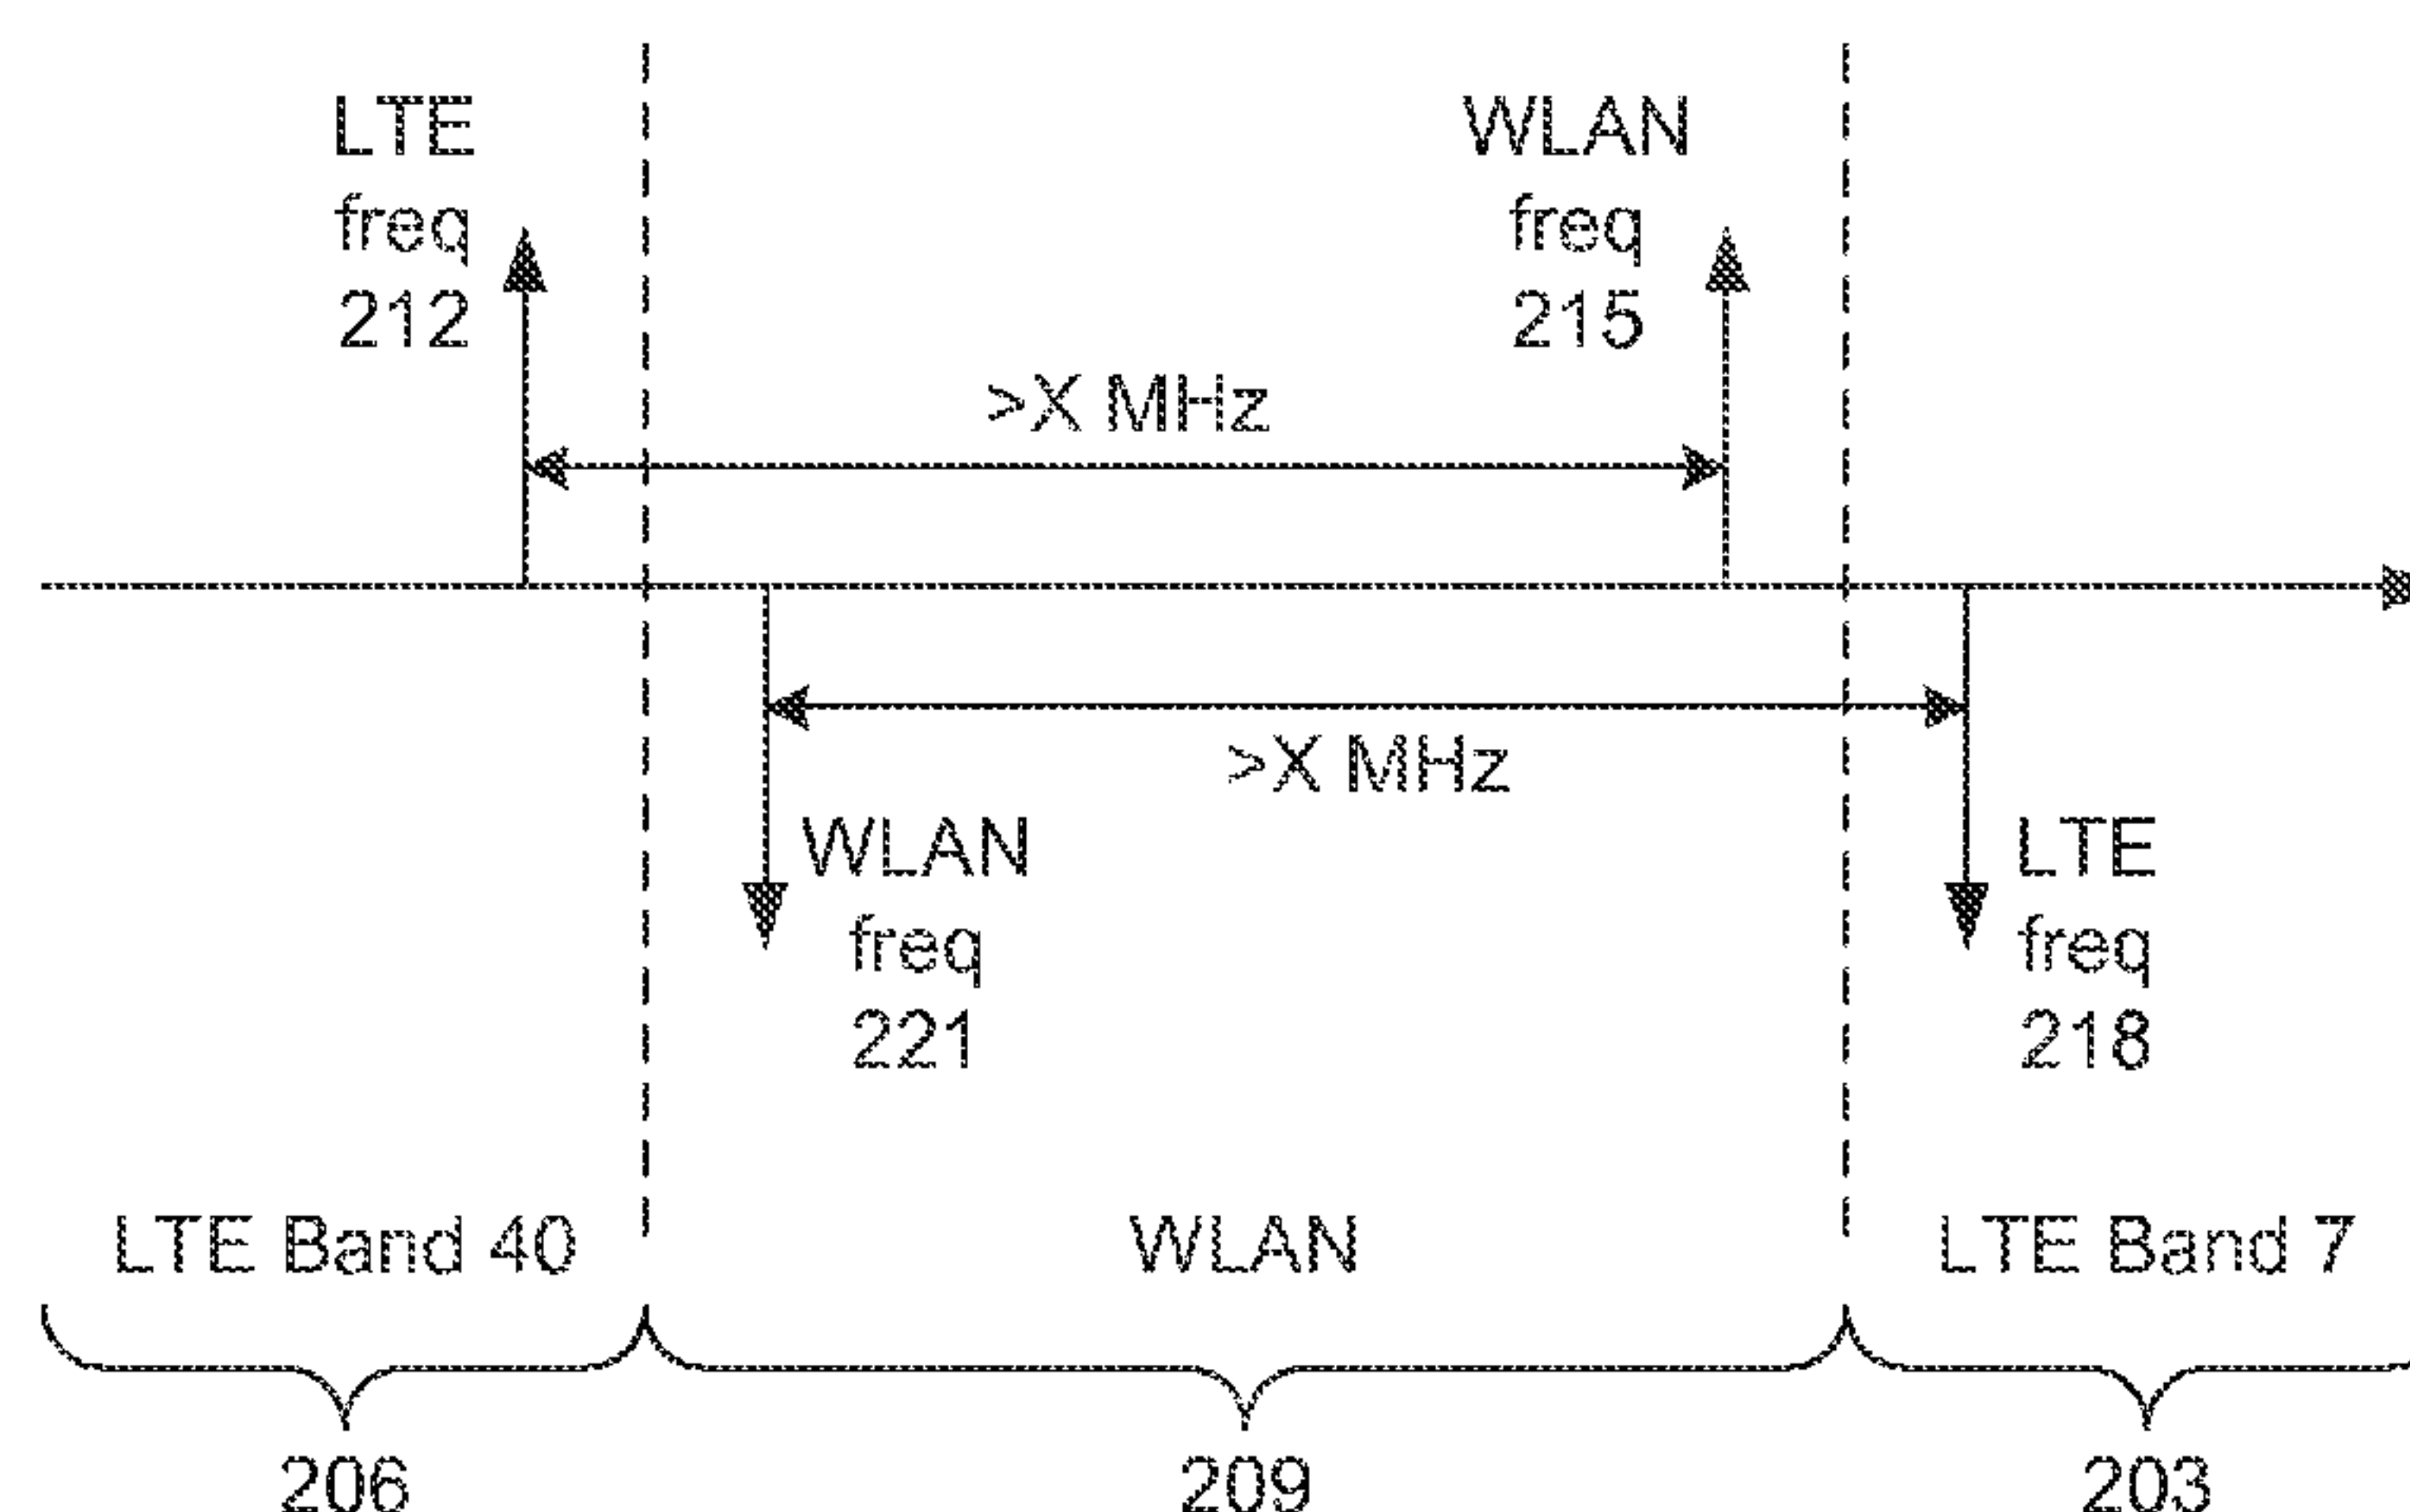 LTE
freq
212
WLAN
freq
215
>X MHz
>X MHz
WLAN
freq
221
LTE
freq
218
LTE Band 40
WLAN
LTE Band 7
206
209
203